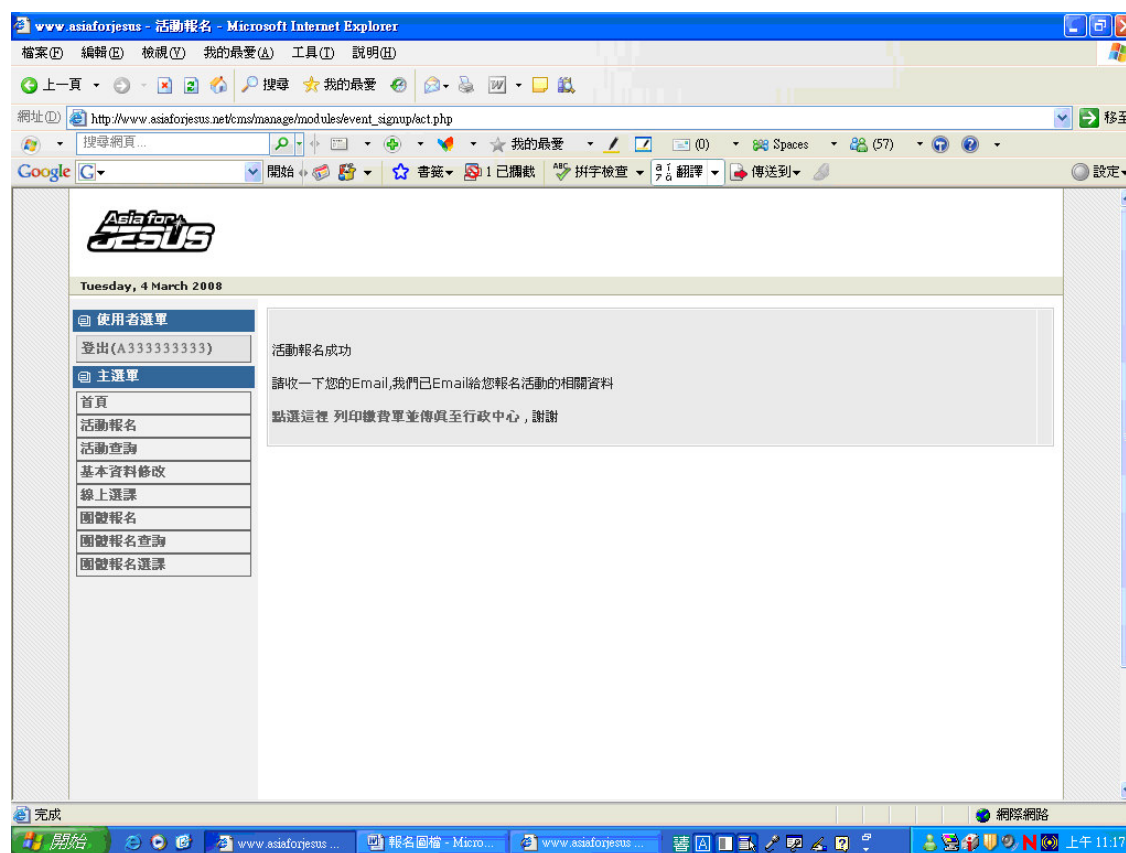 www.asiaforjesus - 活動報名 - Microsoft Internet Explorer
檔案(F) 編輯(E) 檢視(V) 我的最愛(A) 工具(T) 說明(H)
上一頁 搜尋 我的最愛
網址(D) http://www.asiaforjesus.net/cms/manage/modules/event_signup/act.php 移至
搜尋網頁... 我的最愛 (0) Spaces (57)
Google G 開始 書籤 1 已攔截 拼字檢查 翻譯 傳送到 設定
Asia for
JESUS
Tuesday, 4 March 2008
使用者選單
登出(A333333333)
主選單
首頁
活動報名
活動查詢
基本資料修改
線上選課
團體報名
團體報名查詢
團體報名選課
活動報名成功
請收一下您的Email,我們已Email給您報名活動的相關資料
點選這裡 列印繳費單並傳真至行政中心 , 謝謝
完成 網際網路
開始 www.asiaforjesus ... 報名圖檔 - Micro... www.asiaforjesus ... 上午 11:17